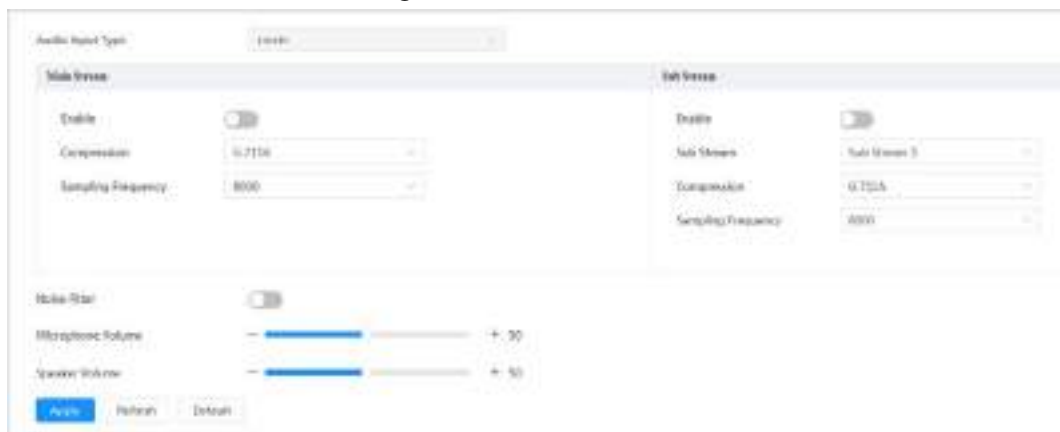 Audio Input Type
Main Stream
Sub Stream
Enable
Enable
Compression
G.711A
Sub Stream
Sub Stream
Sampling Frequency
8000
Compression
G.711A
Sampling Frequency
8000
Noise Filter
Microphone Volume
− + 50
Speaker Volume
− + 50
Apply Refresh Default